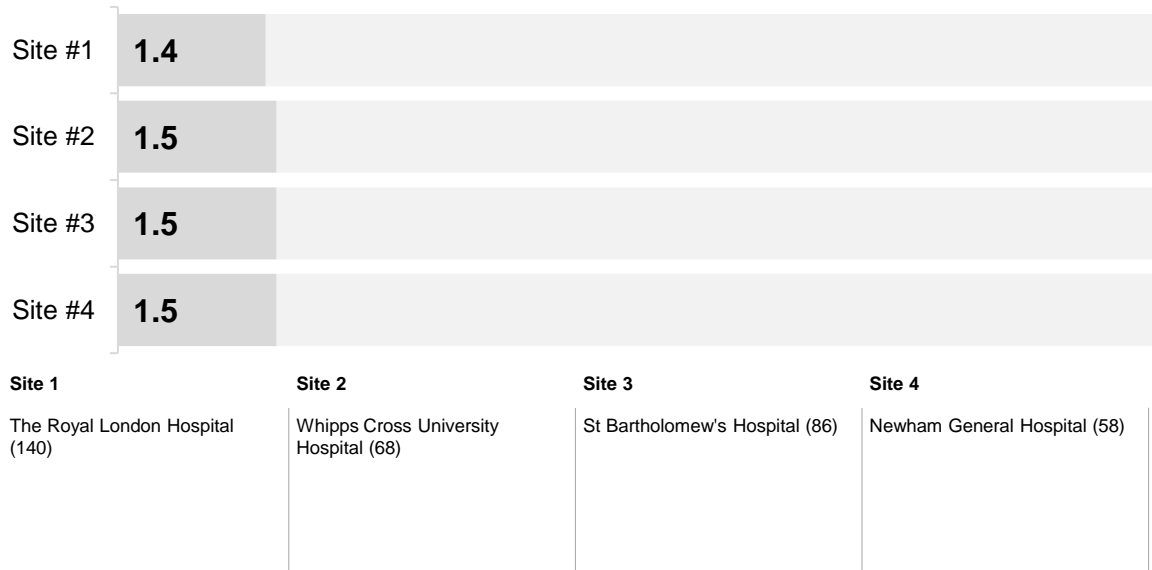 Site #1 1.4
Site #2 1.5
Site #3 1.5
Site #4 1.5
Site 1
The Royal London Hospital
(140)
Site 2
Whipps Cross University
Hospital (68)
Site 3
St Bartholomew's Hospital (86)
Site 4
Newham General Hospital (58)